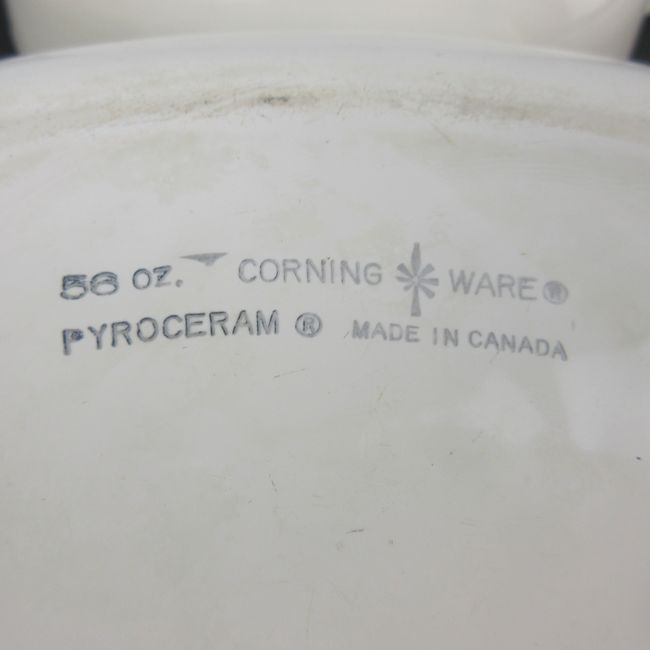 56 OZ. CORNING WARE®
PYROCERAM ® MADE IN CANADA